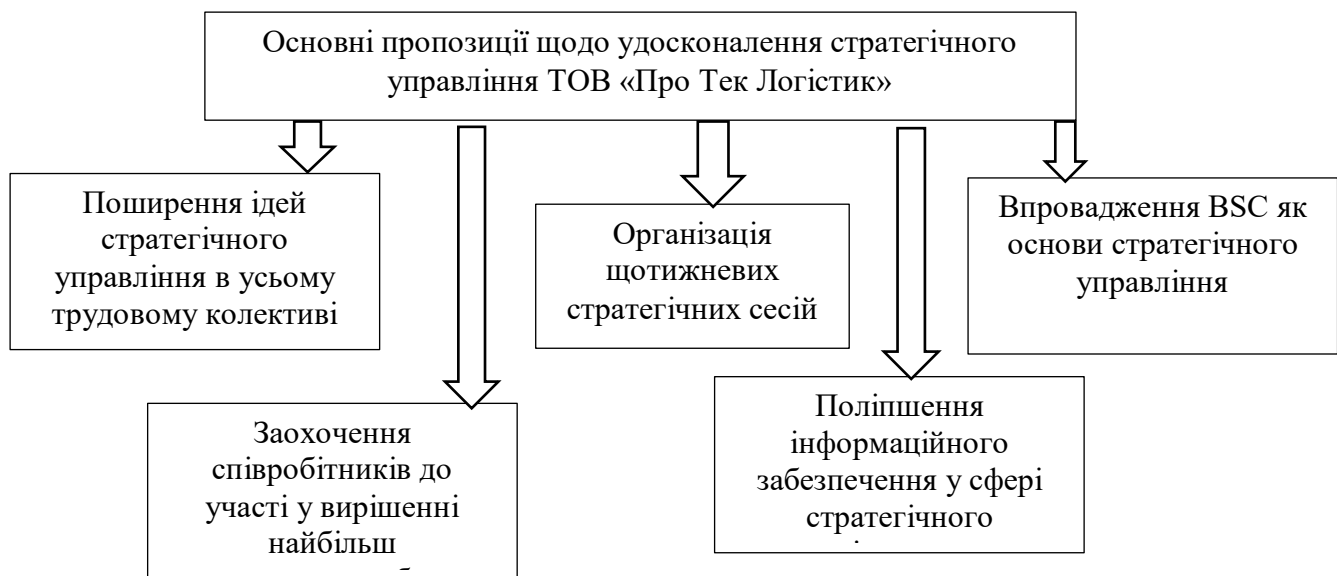 Основні пропозиції щодо удосконалення стратегічного
управління ТОВ «Про Тек Логістик»
Поширення ідей
стратегічного
управління в усьому
трудовому колективі
Організація
щотижневих
стратегічних сесій
Впровадження BSC як
основи стратегічного
управління
Заохочення
співробітників до
участі у вирішенні
найбільш
Поліпшення
інформаційного
забезпечення у сфері
стратегічного